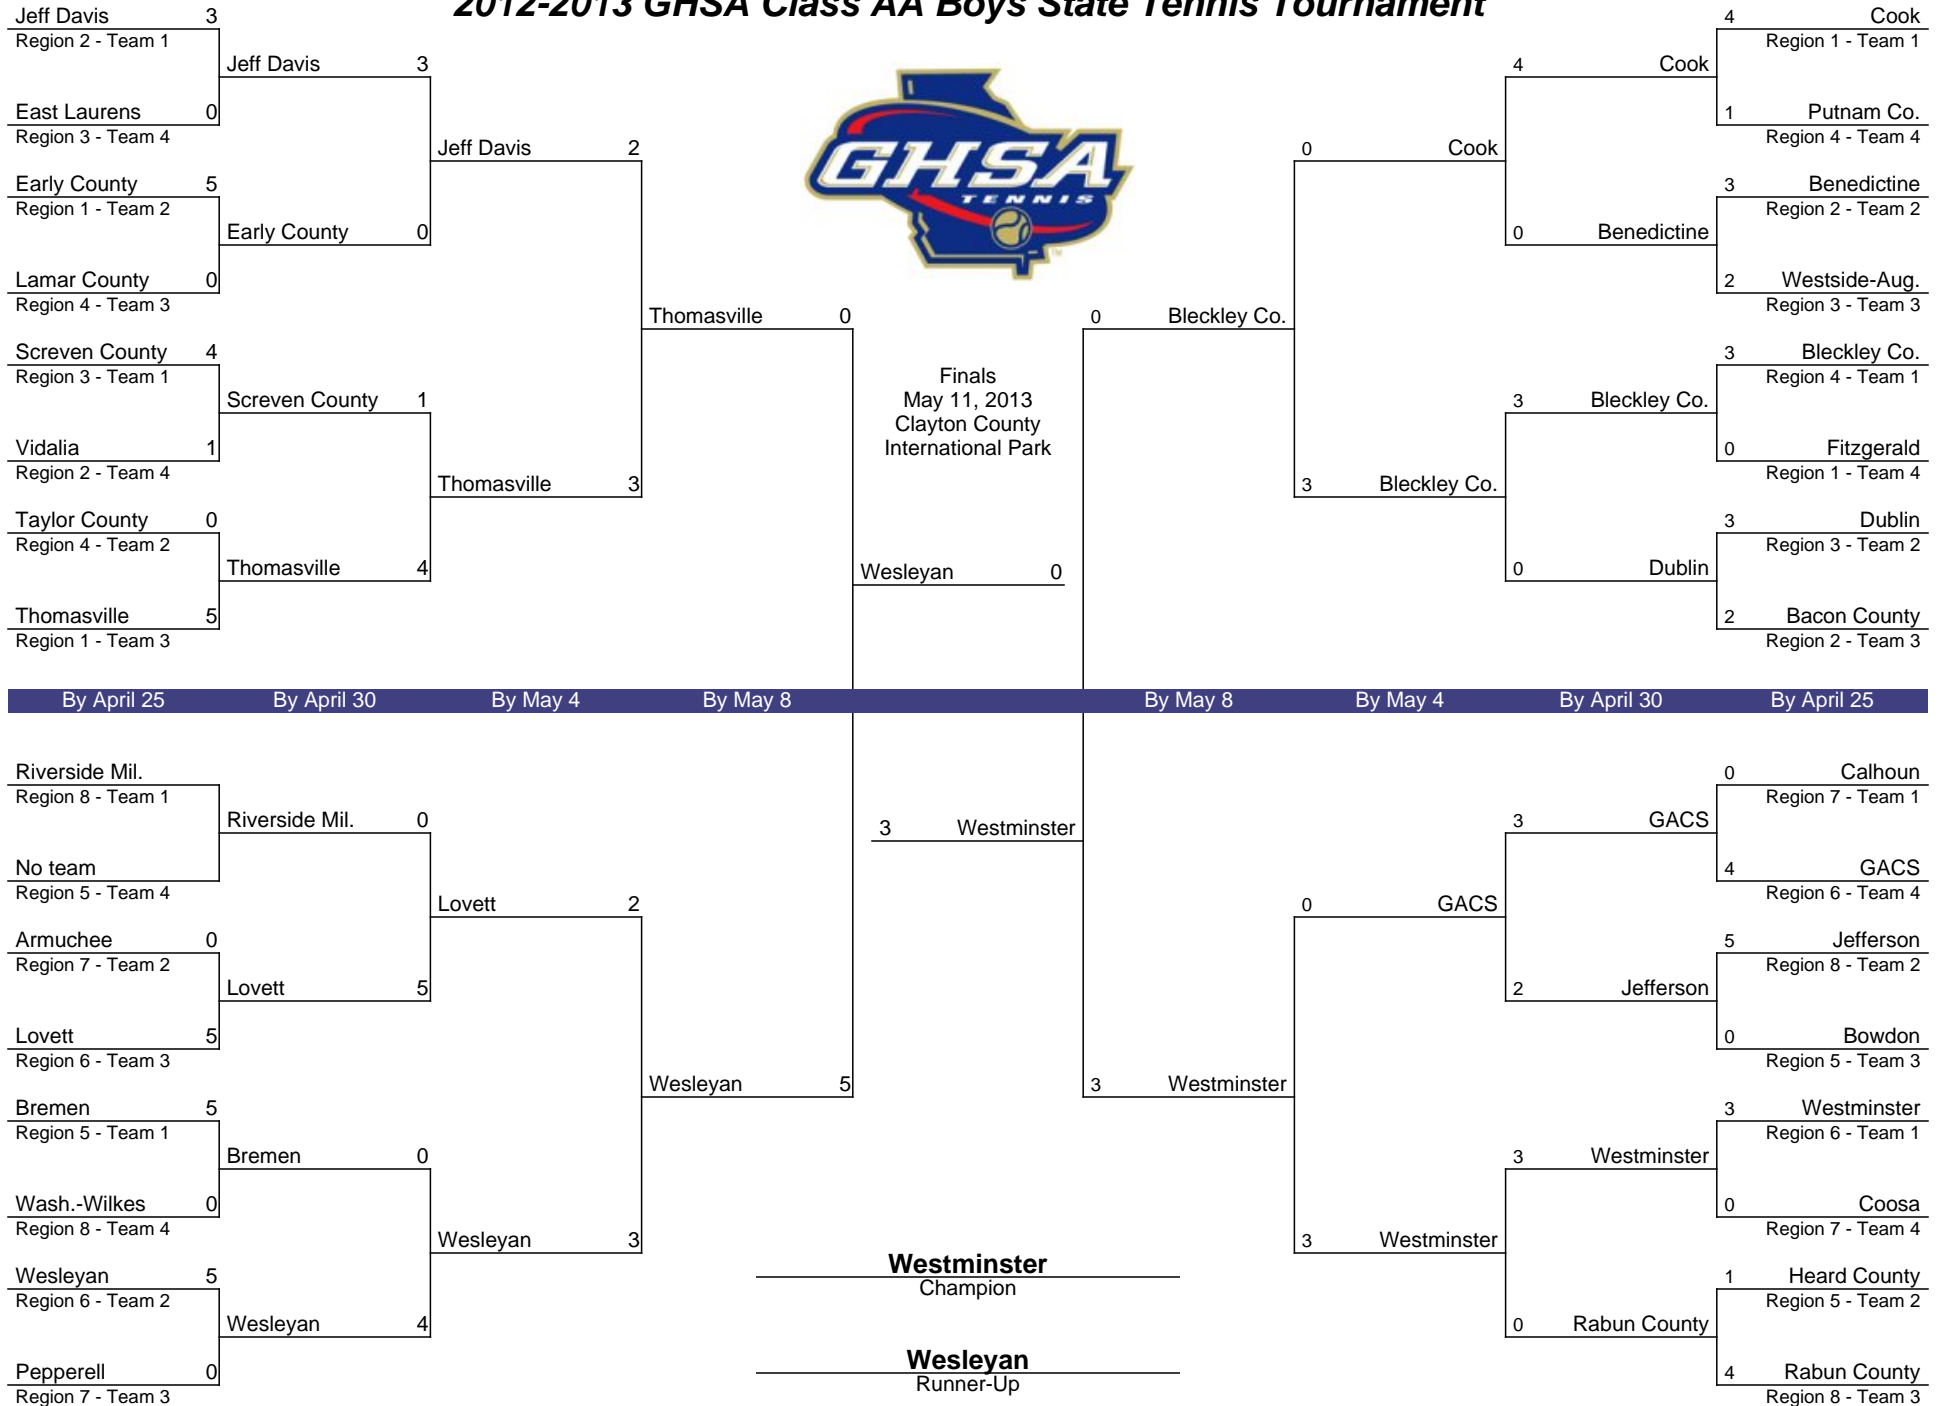 2012-2013 GHSA Class AA Boys State Tennis Tournament
Jeff Davis 3
Region 2 - Team 1
East Laurens 0
Region 3 - Team 4
Early County 5
Region 1 - Team 2
Lamar County 0
Region 4 - Team 3
Screven County 4
Region 3 - Team 1
Vidalia 1
Region 2 - Team 4
Taylor County 0
Region 4 - Team 2
Thomasville 5
Region 1 - Team 3
Jeff Davis 3
Early County 0
Screven County 1
Thomasville 4
Jeff Davis 2
Thomasville 3
Thomasville 0
GHSA
TENNIS
TM
Finals
May 11, 2013
Clayton County
International Park
Wesleyan 0
0 Bleckley Co.
0 Cook
3 Bleckley Co.
4 Cook
0 Benedictine
3 Bleckley Co.
0 Dublin
4 Cook
Region 1 - Team 1
1 Putnam Co.
Region 4 - Team 4
3 Benedictine
Region 2 - Team 2
2 Westside-Aug.
Region 3 - Team 3
3 Bleckley Co.
Region 4 - Team 1
0 Fitzgerald
Region 1 - Team 4
3 Dublin
Region 3 - Team 2
2 Bacon County
Region 2 - Team 3
By April 25 By April 30 By May 4 By May 8 By May 8 By May 4 By April 30 By April 25
Riverside Mil.
Region 8 - Team 1
No team
Region 5 - Team 4
Armuchee 0
Region 7 - Team 2
Lovett 5
Region 6 - Team 3
Bremen 5
Region 5 - Team 1
Wash.-Wilkes 0
Region 8 - Team 4
Wesleyan 5
Region 6 - Team 2
Pepperell 0
Region 7 - Team 3
Riverside Mil. 0
Lovett 5
Bremen 0
Wesleyan 4
Lovett 2
Wesleyan 3
Wesleyan 5
3 Westminster
Westminster
Champion
Wesleyan
Runner-Up
3 Westminster
0 GACS
3 Westminster
3 GACS
2 Jefferson
3 Westminster
0 Rabun County
0 Calhoun
Region 7 - Team 1
4 GACS
Region 6 - Team 4
5 Jefferson
Region 8 - Team 2
0 Bowdon
Region 5 - Team 3
3 Westminster
Region 6 - Team 1
0 Coosa
Region 7 - Team 4
1 Heard County
Region 5 - Team 2
4 Rabun County
Region 8 - Team 3